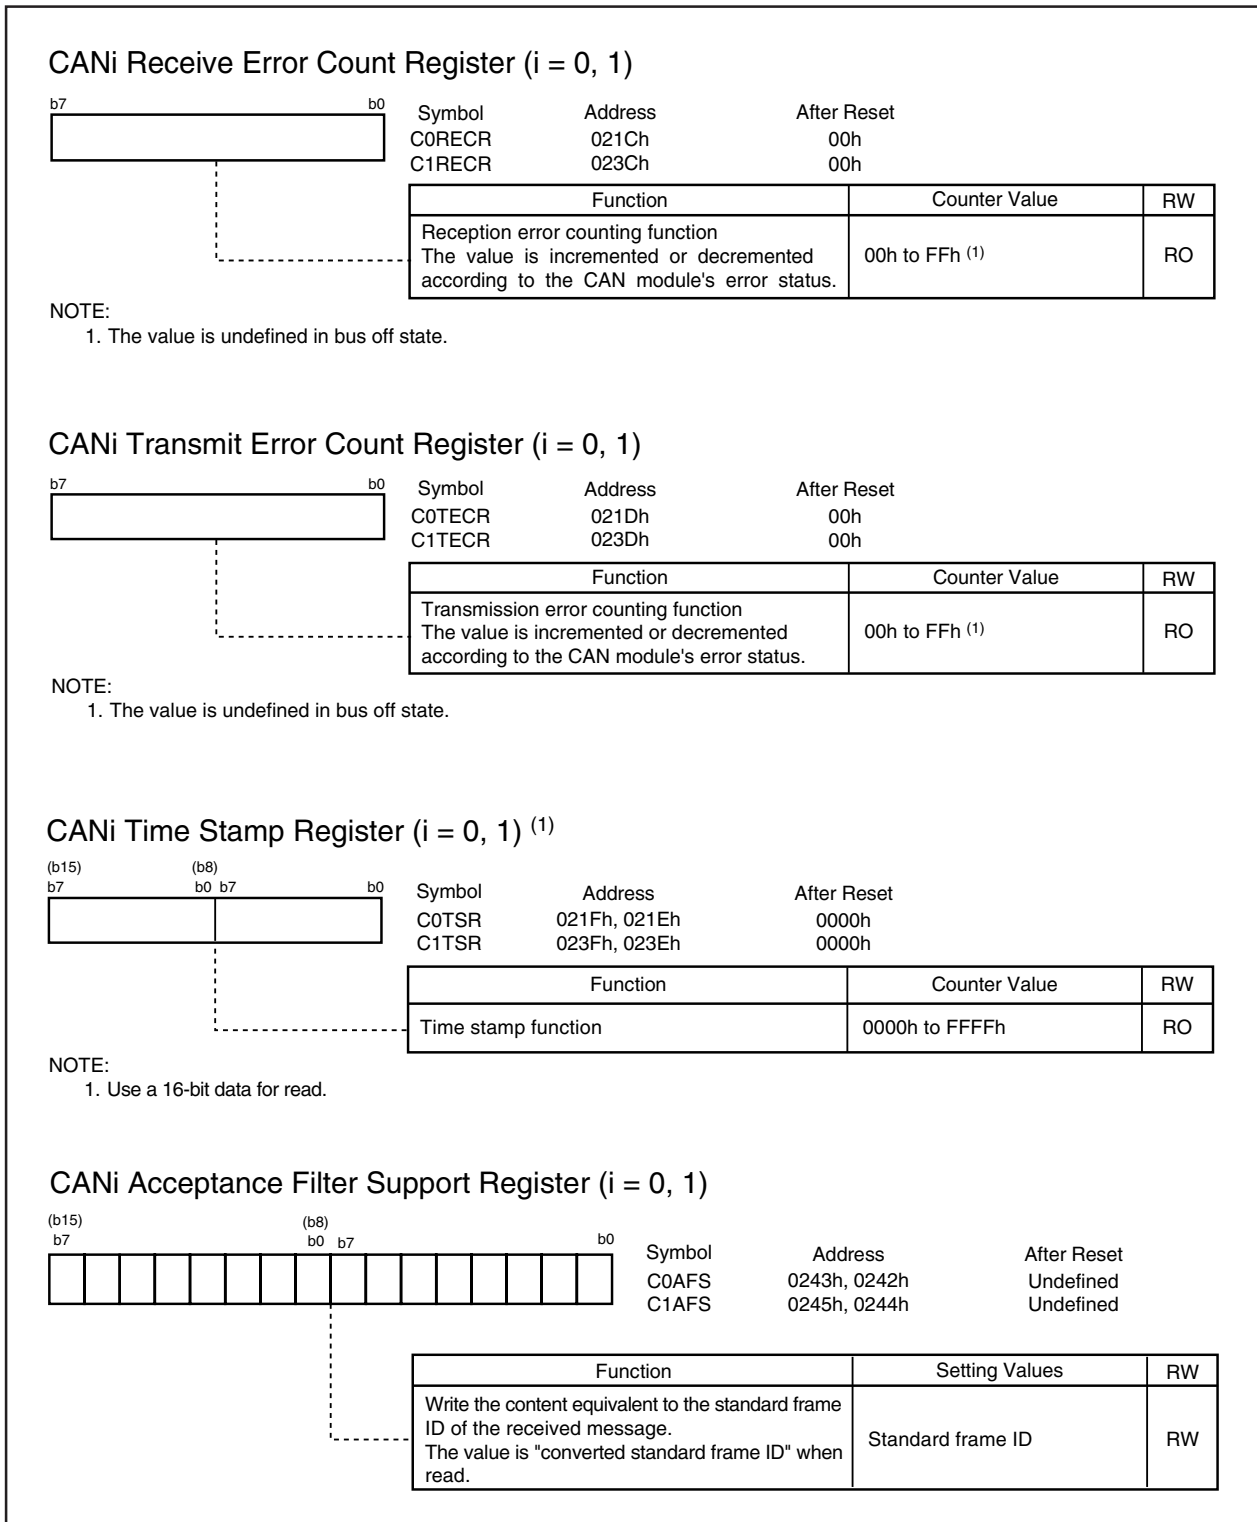 CANi Receive Error Count Register (i = 0, 1)
b7 b0
Symbol Address After Reset
C0RECR 021Ch 00h
C1RECR 023Ch 00h
Function Counter Value RW
Reception error counting function
The value is incremented or decremented
according to the CAN module's error status.
00h to FFh (1)
RO
NOTE:
1. The value is undefined in bus off state.
CANi Transmit Error Count Register (i = 0, 1)
b7 b0
Symbol Address After Reset
C0TECR 021Dh 00h
C1TECR 023Dh 00h
Function Counter Value RW
Transmission error counting function
The value is incremented or decremented
according to the CAN module's error status.
00h to FFh (1)
RO
NOTE:
1. The value is undefined in bus off state.
CANi Time Stamp Register (i = 0, 1) (1)
(b15) (b8)
b7 b0 b7 b0
Symbol Address After Reset
C0TSR 021Fh, 021Eh 0000h
C1TSR 023Fh, 023Eh 0000h
Function Counter Value RW
Time stamp function 0000h to FFFFh RO
NOTE:
1. Use a 16-bit data for read.
CANi Acceptance Filter Support Register (i = 0, 1)
(b15) (b8)
b7 b0 b7 b0
Symbol Address After Reset
C0AFS 0243h, 0242h Undefined
C1AFS 0245h, 0244h Undefined
Function Setting Values RW
Write the content equivalent to the standard frame
ID of the received message.
The value is "converted standard frame ID" when
read.
Standard frame ID
RW